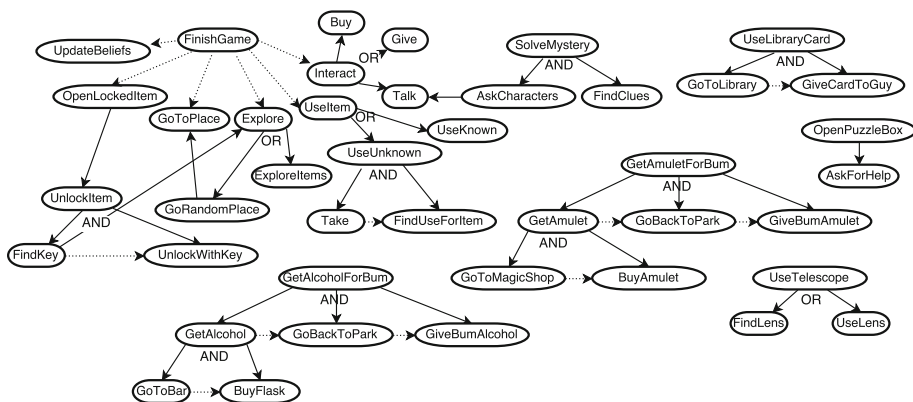 Buy
FinishGame
Give
UpdateBeliefs
OR
SolveMystery
UseLibraryCard
Interact
AND
AND
OpenLockedItem
Talk
AskCharacters
FindClues
GoToLibrary
GiveCardToGuy
UseItem
GoToPlace
Explore
OR
UseKnown
OpenPuzzleBox
OR
UseUnknown
ExploreItems
AND
GetAmuletForBum
AskForHelp
AND
UnlockItem
GoRandomPlace
Take
FindUseForItem
GetAmulet
GoBackToPark
GiveBumAmulet
AND
AND
FindKey
UnlockWithKey
GoToMagicShop
BuyAmulet
GetAlcoholForBum
UseTelescope
AND
OR
GetAlcohol
GoBackToPark
GiveBumAlcohol
FindLens
UseLens
AND
GoToBar
BuyFlask